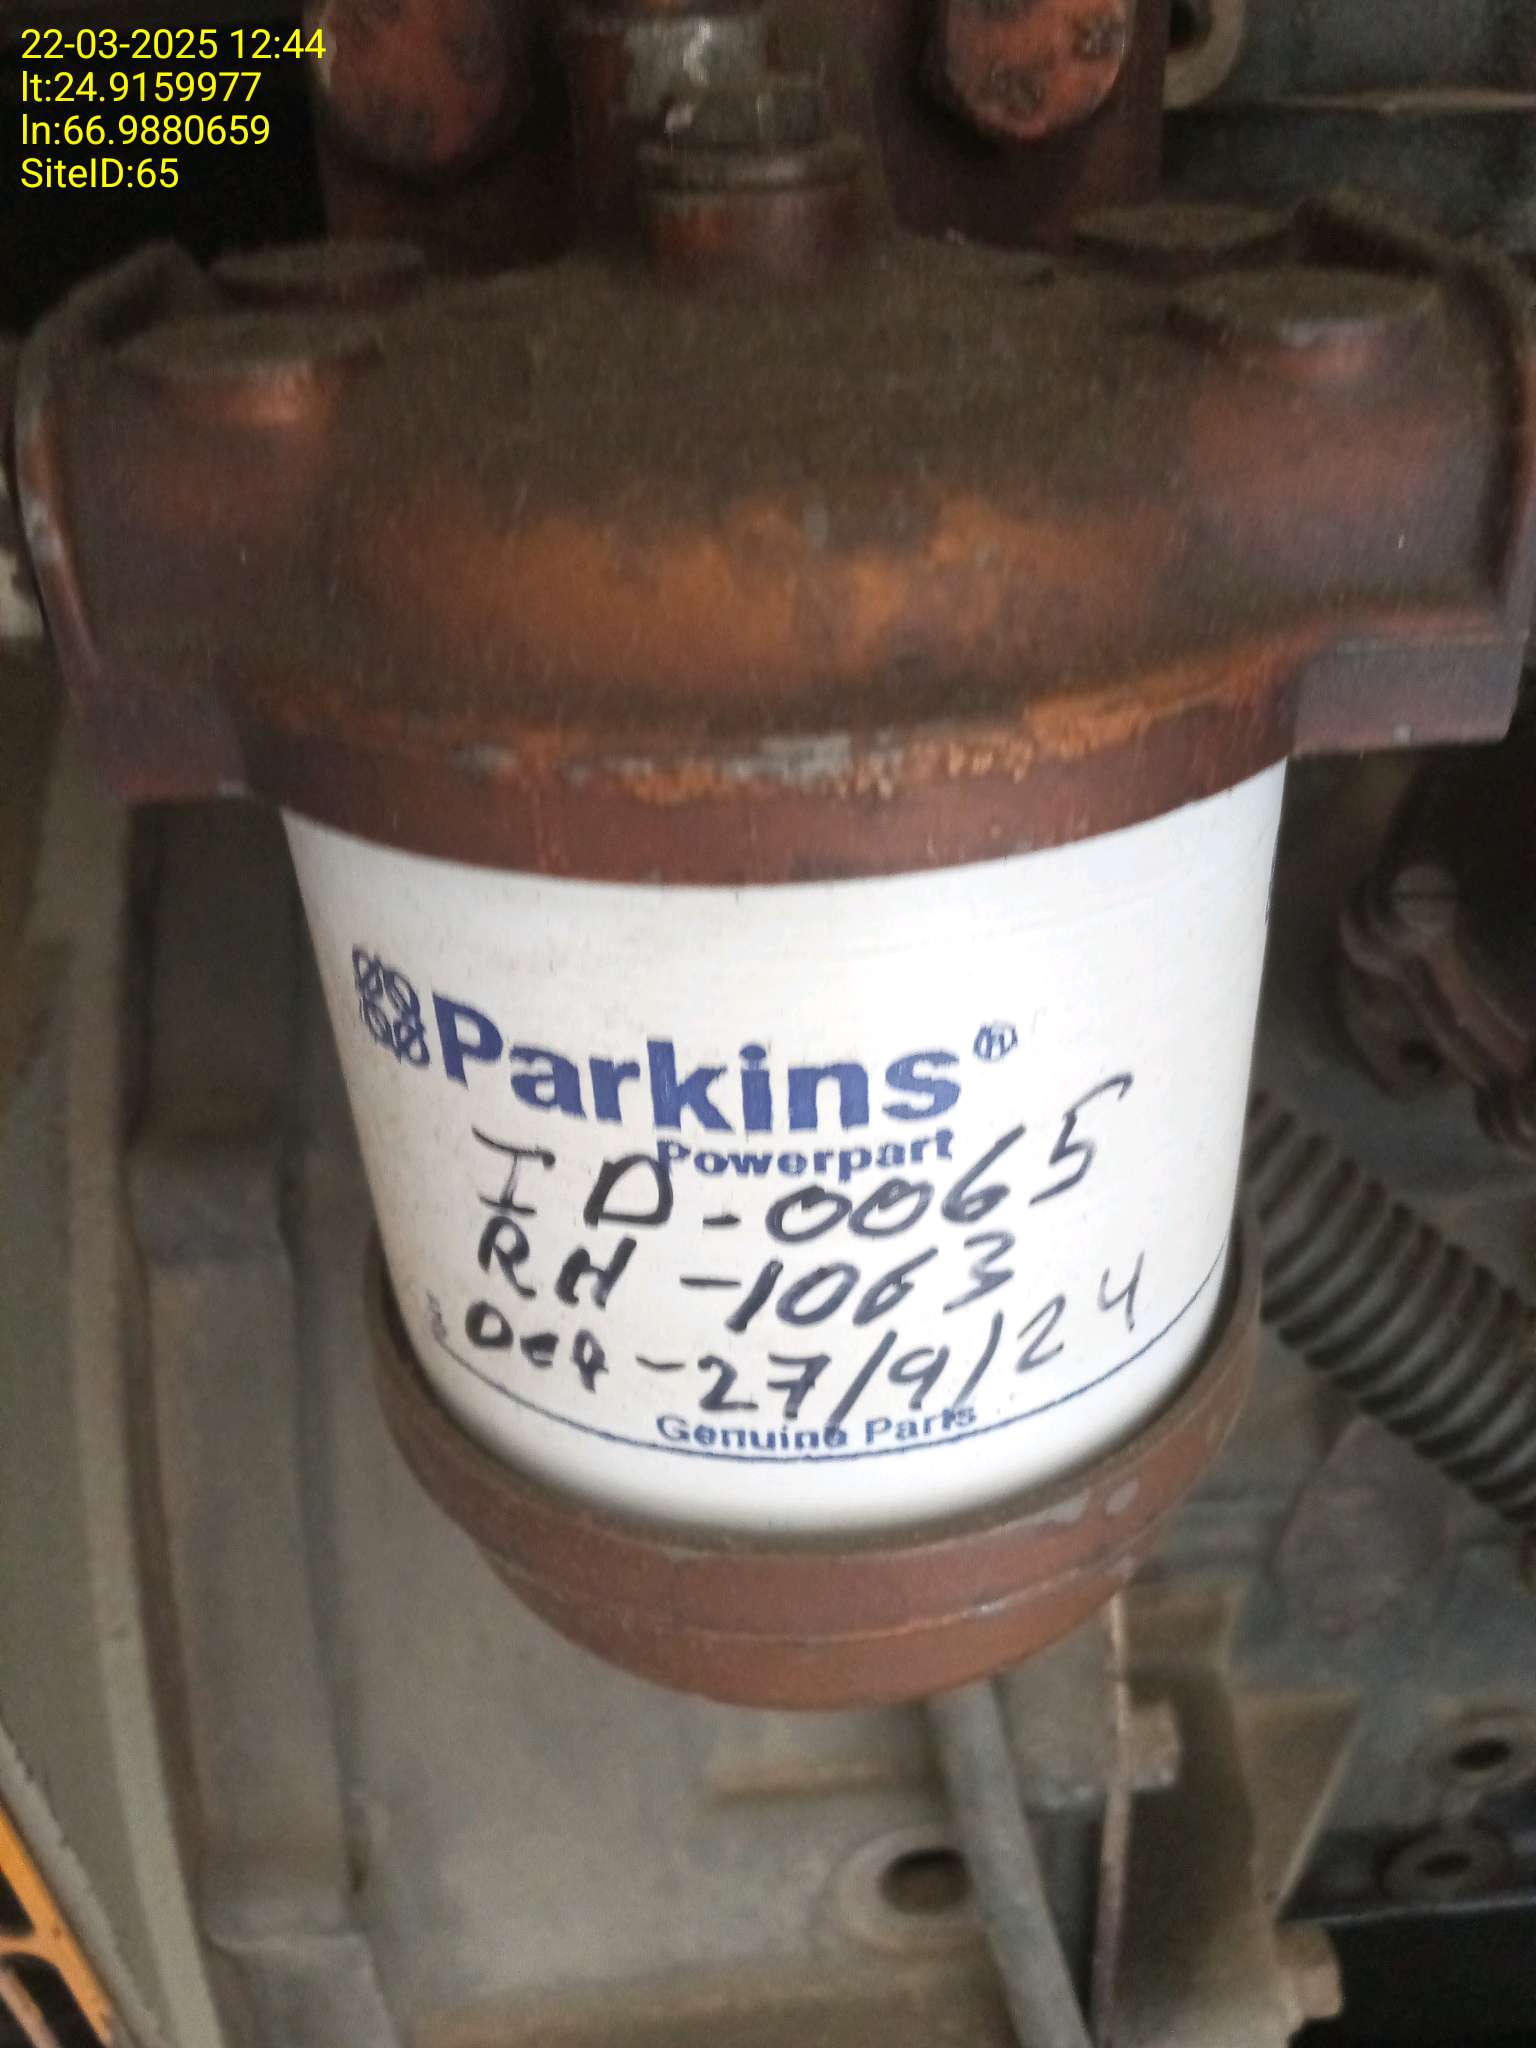 22-03-2025 12:44
lt:24.9159977
ln:66.9880659
SiteID:65
Parkins®
Powerpart
ID-0065
RH-1063
-27/9/24
Genuine Parts